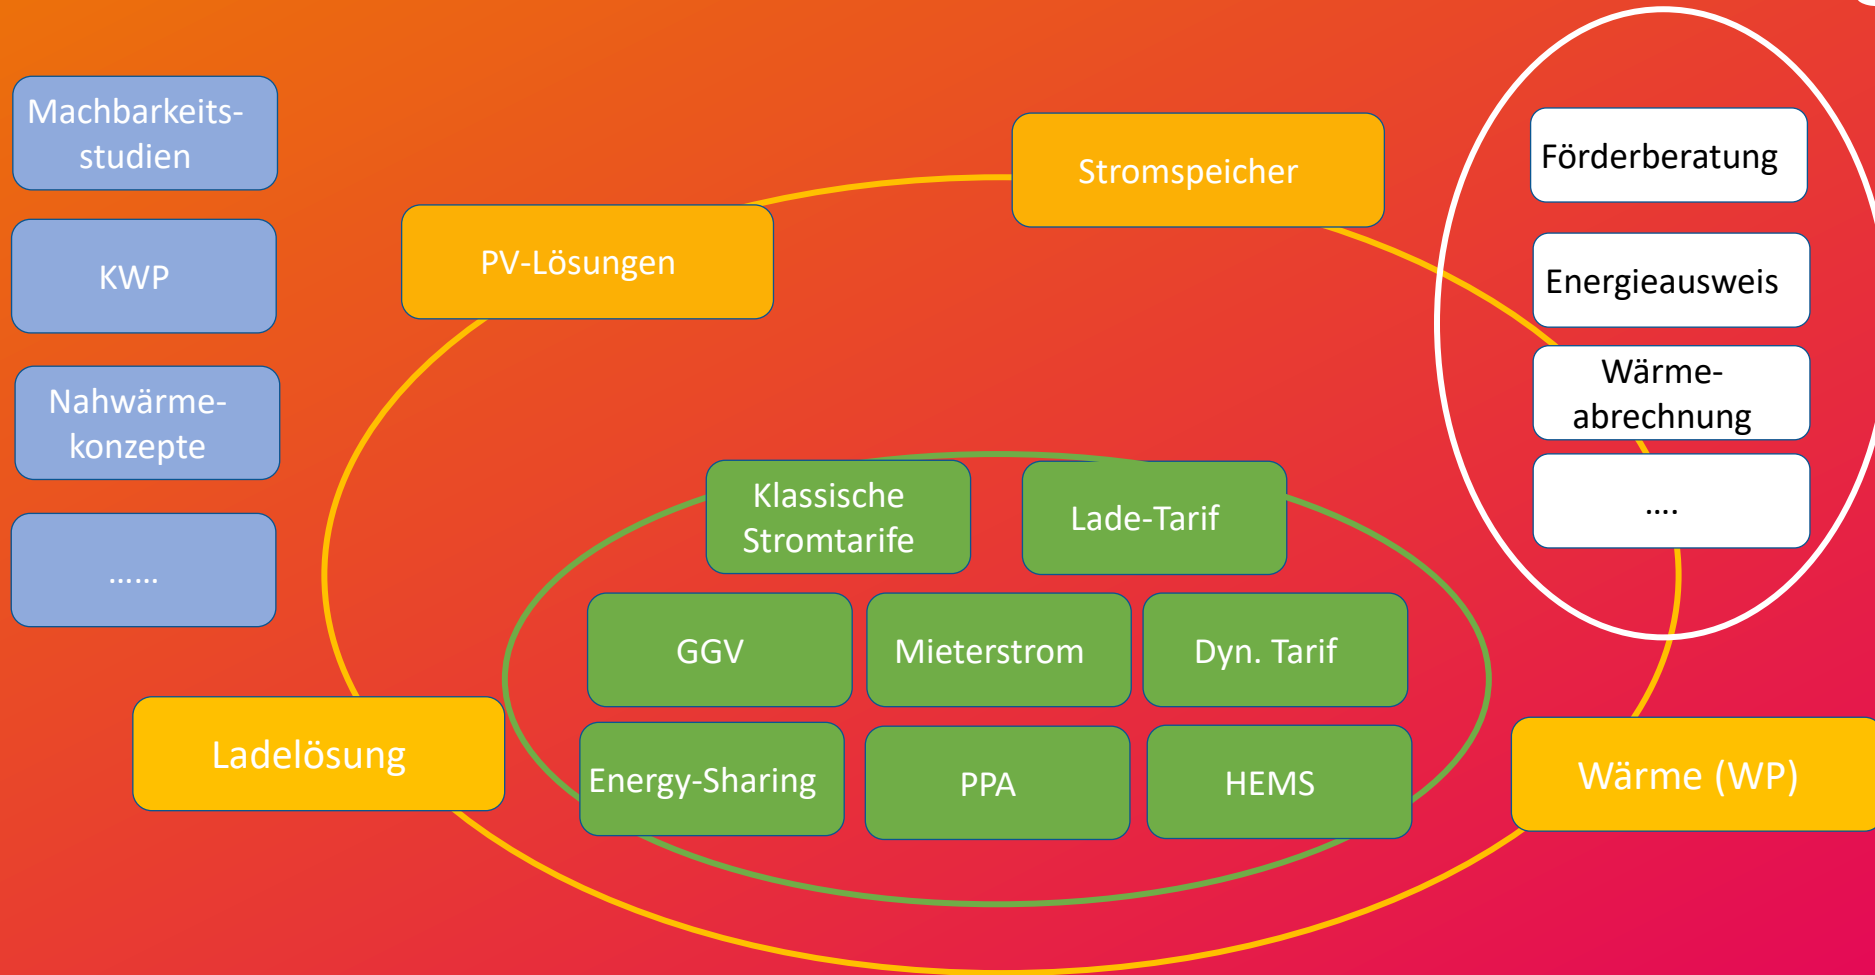 Machbarkeits-
studien
KWP
Nahwärme-
konzepte
......
PV-Lösungen
Stromspeicher
Ladelösung
Wärme (WP)
Klassische
Stromtarife
Lade-Tarif
GGV
Mieterstrom
Dyn. Tarif
Energy-Sharing
PPA
HEMS
Förderberatung
Energieausweis
Wärme-
abrechnung
....